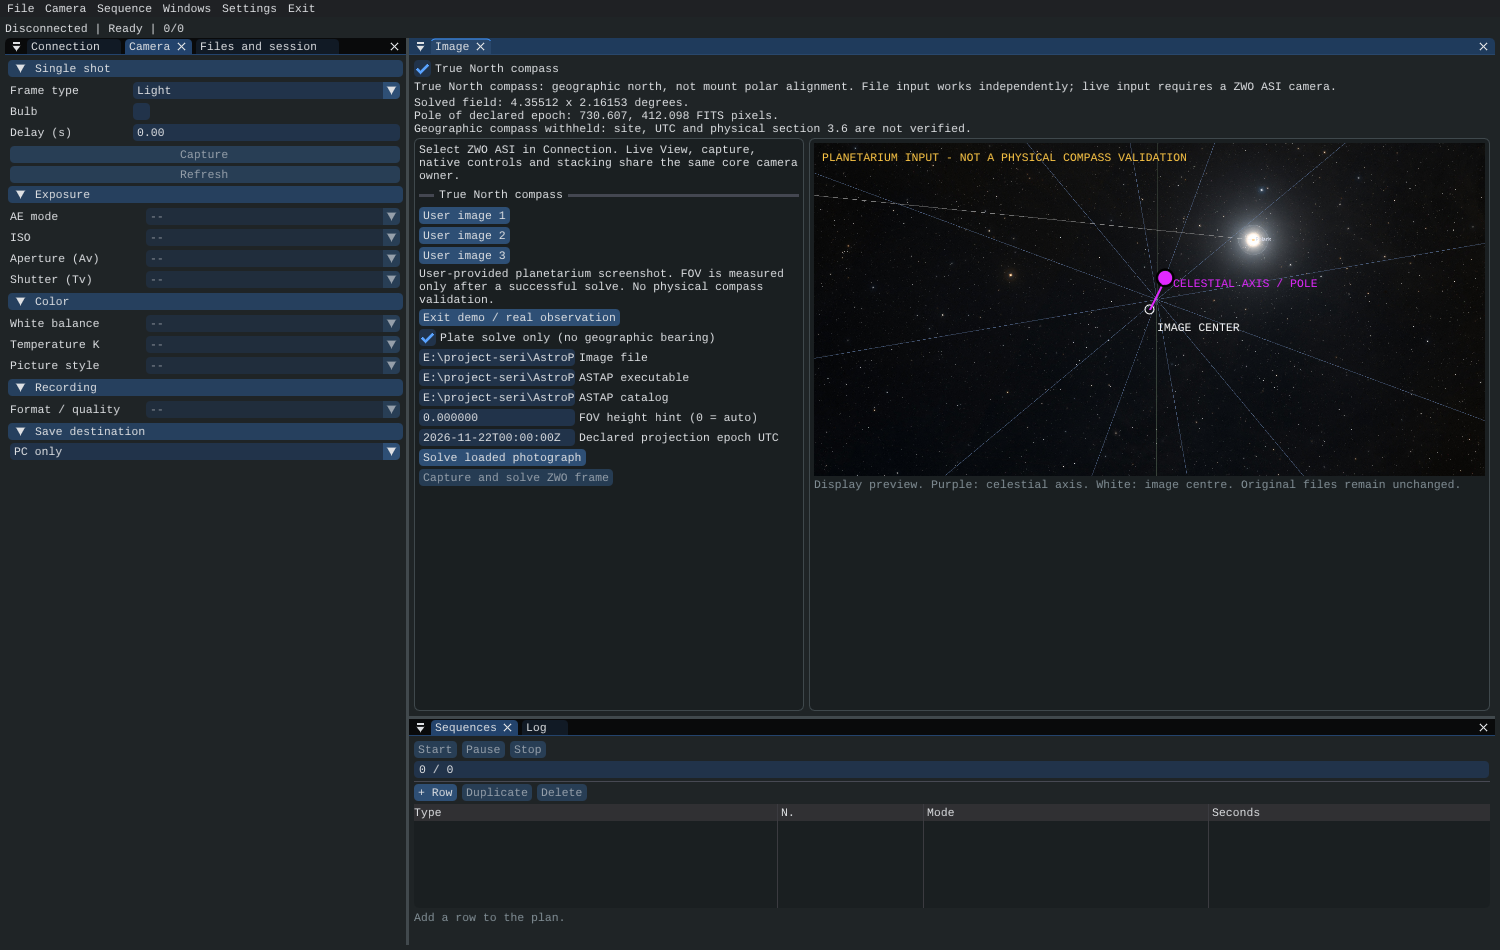 File Camera Sequence Windows Settings Exit
Disconnected | Ready | 0/0
Connection Camera Files and session
Single shot
Frame type Light
Bulb
Delay (s) 0.00
Capture
Refresh
Exposure
AE mode --
ISO --
Aperture (Av) --
Shutter (Tv) --
Color
White balance --
Temperature K --
Picture style --
Recording
Format / quality --
Save destination
PC only
Image
True North compass
True North compass: geographic north, not mount polar alignment. File input works independently; live input requires a ZWO ASI camera.
Solved field: 4.35512 x 2.16153 degrees.
Pole of declared epoch: 730.607, 412.098 FITS pixels.
Geographic compass withheld: site, UTC and physical section 3.6 are not verified.
Select ZWO ASI in Connection. Live View, capture,
native controls and stacking share the same core camera
owner.
True North compass
User image 1
User image 2
User image 3
User-provided planetarium screenshot. FOV is measured
only after a successful solve. No physical compass
validation.
Exit demo / real observation
Plate solve only (no geographic bearing)
E:\project-seri\AstroP Image file
E:\project-seri\AstroP ASTAP executable
E:\project-seri\AstroP ASTAP catalog
0.000000 FOV height hint (0 = auto)
2026-11-22T00:00:00Z Declared projection epoch UTC
Solve loaded photograph
Capture and solve ZWO frame
PLANETARIUM INPUT - NOT A PHYSICAL COMPASS VALIDATION
CELESTIAL AXIS / POLE
IMAGE CENTER
Display preview. Purple: celestial axis. White: image centre. Original files remain unchanged.
Sequences Log
Start Pause Stop
0 / 0
+ Row Duplicate Delete
Type N. Mode Seconds
Add a row to the plan.